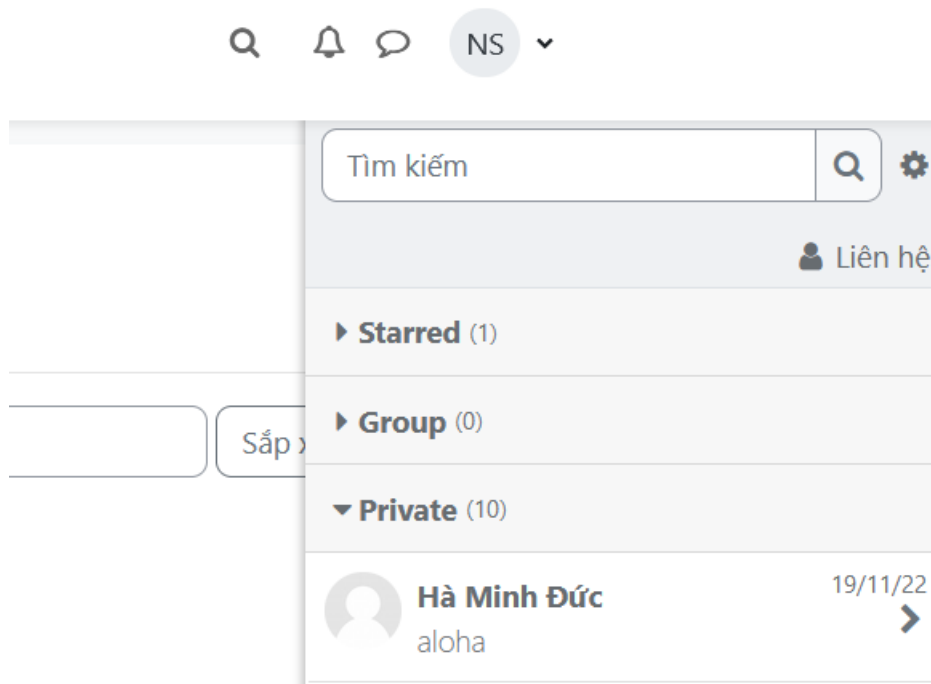 NS
Tìm kiếm
Liên hệ
Starred (1)
Group (0)
Sắp
Private (10)
Hà Minh Đức 19/11/22
aloha